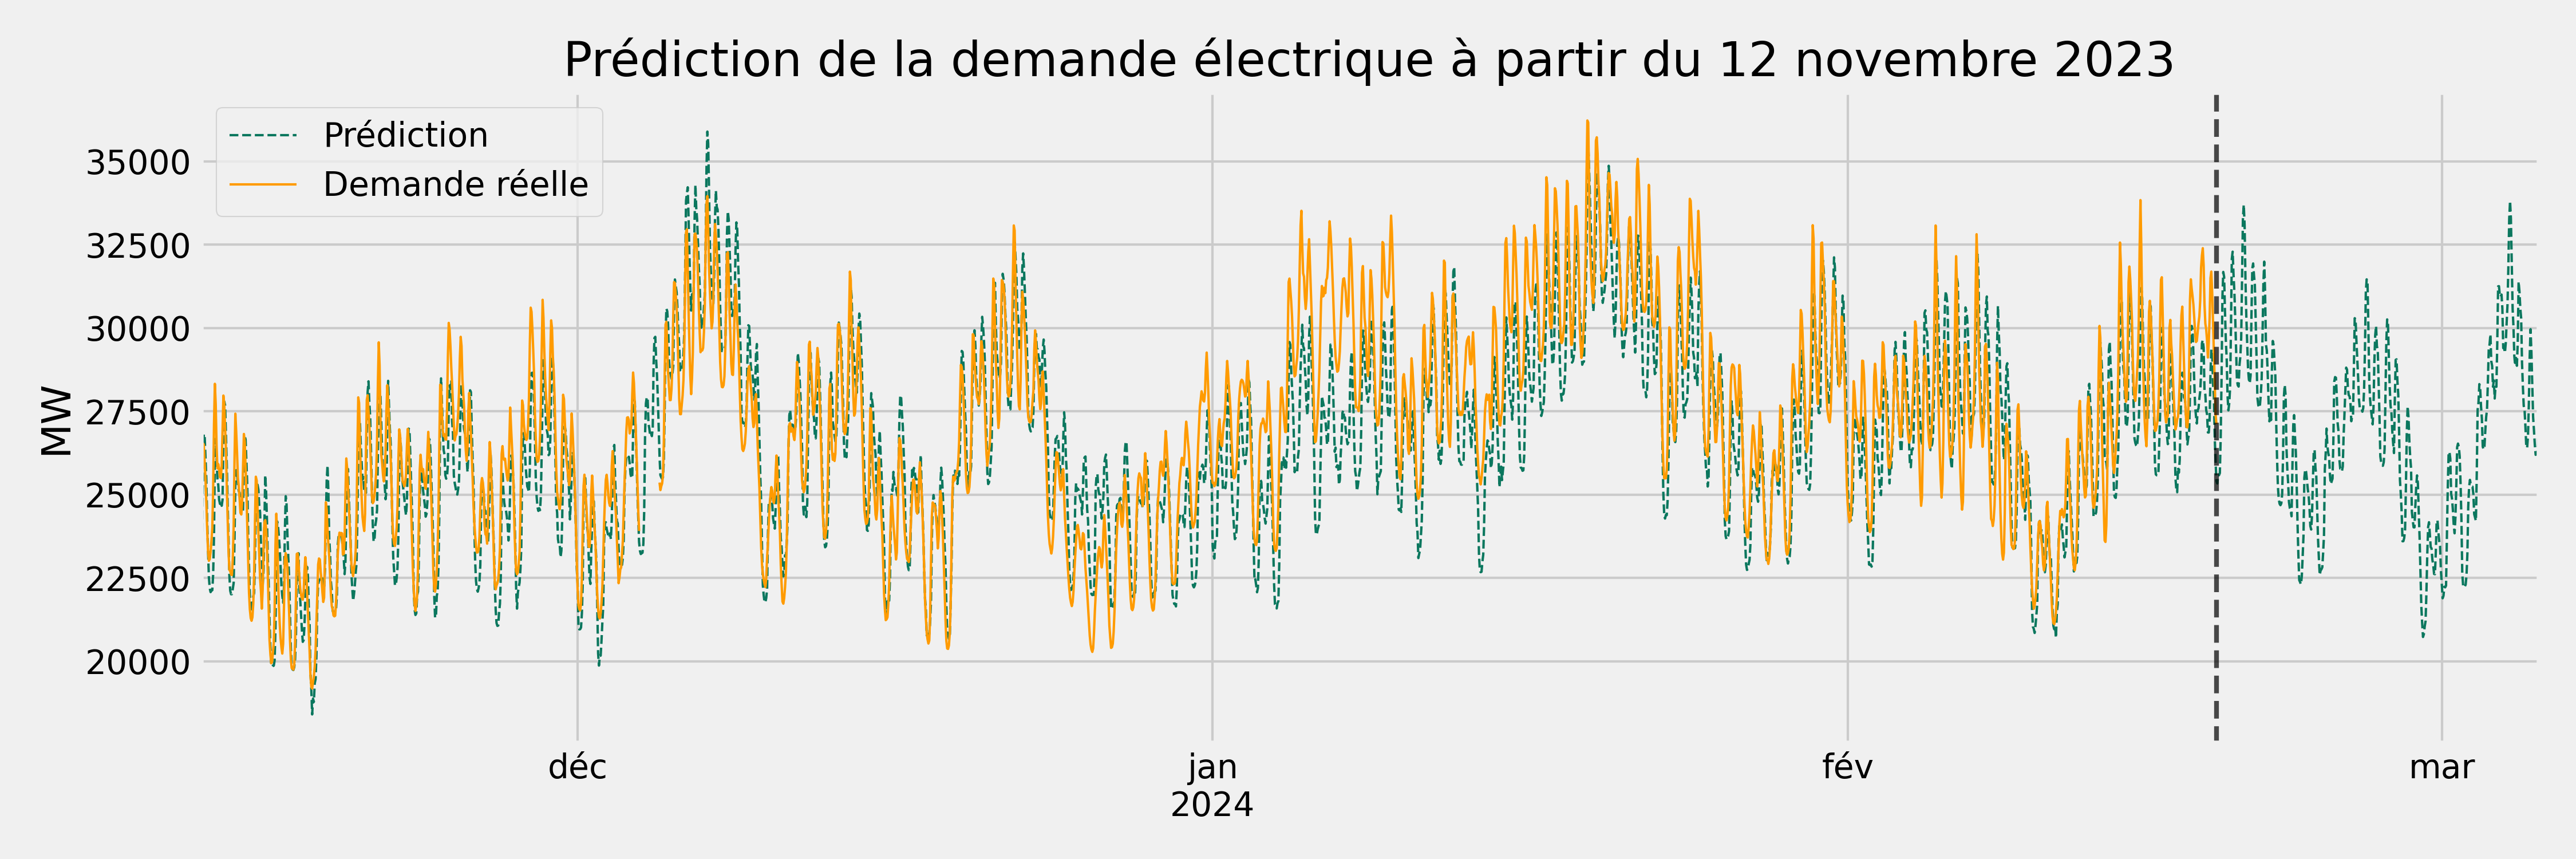 Prédiction de la demande électrique à partir du 12 novembre 2023
Prédiction
Demande réelle
MW
35000
32500
30000
27500
25000
22500
20000
déc
jan
2024
fév
mar